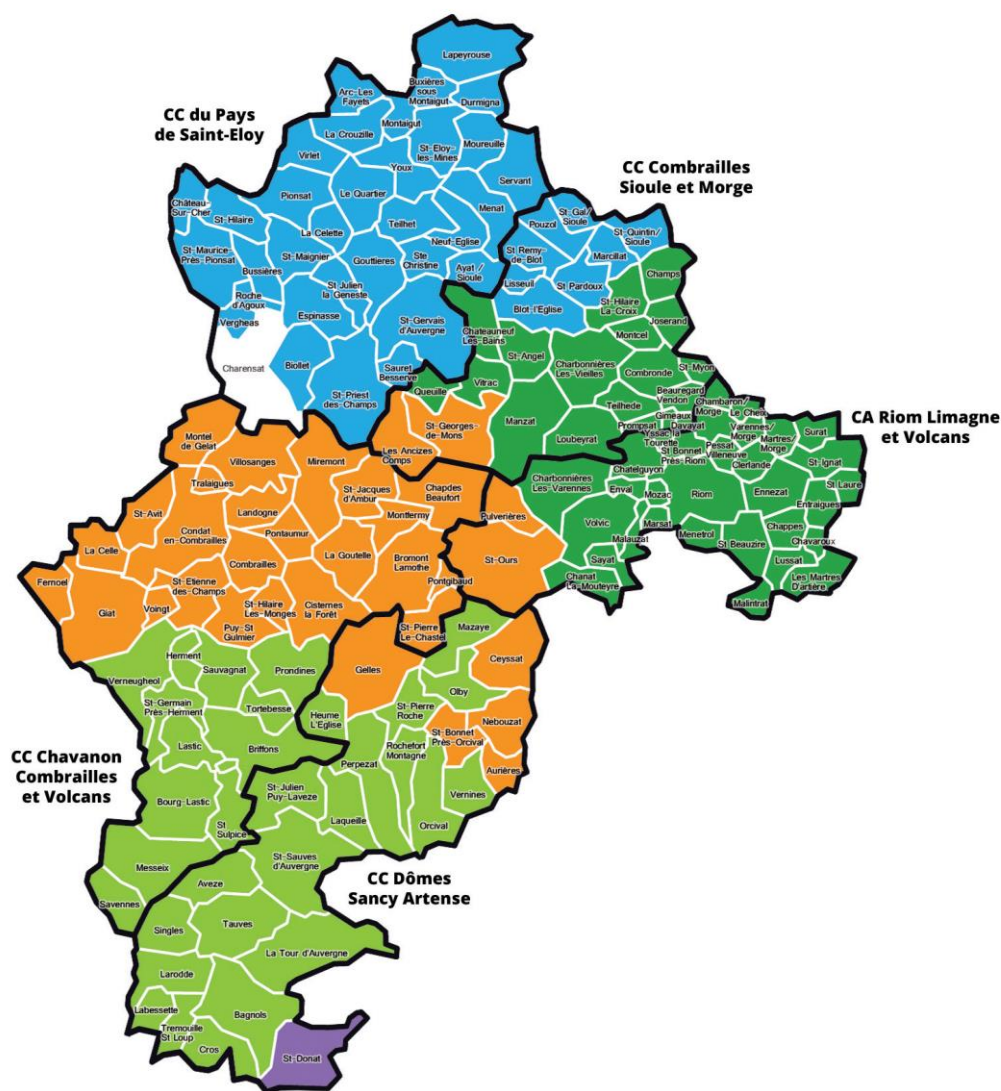 Lapeyrouse
Buxières
sous
Montaigut
Arc-Les
Fayets
Durmigna
CC du Pays
de Saint-Eloy
Montaigut
La Crouzille
St-Eloy
-les-Mines
Moureuille
Virlet
Youx
CC Combrailles
Sioule et Morge
Servant
Pionsat
Le Quartier
Château-
Sur-Cher
St-Hilaire
Menat
St-Gal/
Sioule
Pouzol
Teilhet
La Celette
St-Quintin/
Sioule
Neuf-Eglise
St-Maurice-
Près-Pionsat
St-Maignier
Gouttieres
Ste
Christine
St Remy-
de-Blot
Marcillat
Bussières
Ayat /
Sioule
Champs
Lisseuil
St Pardoux
St Julien
la Geneste
Roche
d'Agoux
St-Hilaire
La Croix
Blot l'Eglise
Espinasse
Vergheas
St-Gervais
d'Auvergne
Chateauneuf
Les-Bains
Joserand
Montcel
St-Angel
Charensat
Biollet
Sauret
Besserve
Charbonnières
Les-Vieilles
Combronde
St-Myon
Queuille
Vitrac
Beauregard
Vendon
St-Priest
des-Champs
Chambaron/
Morge
Teilhede
Le Cheix
Gimeaux
CA Riom Limagne
et Volcans
St-Georges-
de-Mons
Manzat
Prompsat
Davayat
Varennes/
Morge
Surat
Yssac la
Tourette
Martres/
Morge
Montel
de Gelat
Loubeyrat
Pessat
Villeneuve
St Bonnet
Près-Riom
Les Ancizes
Comps
Clerlande
St-Ignat
Villosanges
Miremont
Chatelguyon
Tralaigues
St-Jacques
d'Ambur
Chapdes
Beaufort
Charbonnières
Les-Varennes
St Laure
Enval
Mozac
Riom
Ennezat
Entraigues
St-Avit
Landogne
Pulverières
Montfermy
Volvic
Marsat
Condat
en-Combrailles
Pontaumur
Chappes
Menetrol
St Beauzire
Malauzat
Chavaroux
La Celle
La Goutelle
Bromont
Lamothe
St-Ours
Sayat
Lussat
Combrailles
Fernoel
St-Etienne
des-Champs
Pontgibaud
Chanat
La-Mouteyre
Les Martres
D'artière
Giat
Voingt
St-Hilaire
Les-Monges
Cisternes
la Forêt
Malintrat
Puy-St
Gulmier
St-Pierre
Le-Chastel
Mazaye
Herment
Sauvagnat
Prondines
Gelles
Ceyssat
Verneugheol
Olby
St-Germain
Près-Herment
Tortebesse
Heume
L'Eglise
St-Pierre
Roche
Nebouzat
St-Bonnet
Près-Orcival
Lastic
Briffons
Rochefort
Montagne
CC Chavanon
Combrailles
et Volcans
Perpezat
Aurières
St-Julien
Puy-Laveze
Vernines
Bourg-Lastic
Laqueille
Orcival
St
Sulpice
St-Sauves
d'Auvergne
Messeix
CC Dômes
Sancy Artense
Aveze
Savennes
Tauves
Singles
La Tour d'Auvergne
Larodde
Labessette
Bagnols
Tremouille
St-Loup
Cros
St-Donat